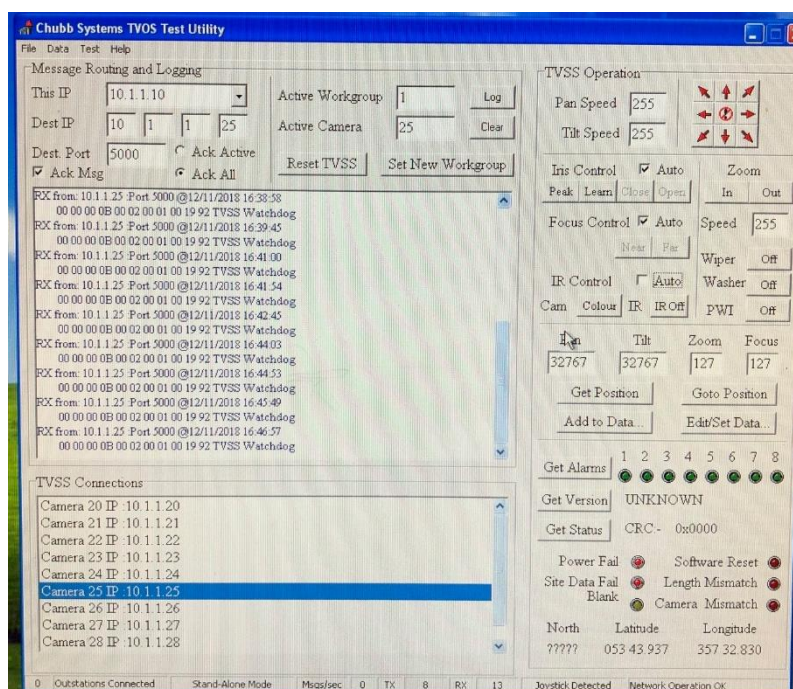 Chubb Systems TVOS Test Utility
File Data Test Help
Message Routing and Logging
This IP 10.1.1.10
Active Workgroup 1 Log
Dest IP 10 1 1 25
Active Camera 25 Clear
Dest. Port 5000 Ack Active
Ack Msg Ack All
Reset TVSS Set New Workgroup
RX from: 10.1.1.25 :Port 5000 @12/11/2018 16:38:58
00 00 00 0B 00 02 00 01 00 19 92 TVSS Watchdog
RX from: 10.1.1.25 :Port 5000 @12/11/2018 16:39:45
00 00 00 0B 00 02 00 01 00 19 92 TVSS Watchdog
RX from: 10.1.1.25 :Port 5000 @12/11/2018 16:41:00
00 00 00 0B 00 02 00 01 00 19 92 TVSS Watchdog
RX from: 10.1.1.25 :Port 5000 @12/11/2018 16:41:54
00 00 00 0B 00 02 00 01 00 19 92 TVSS Watchdog
RX from: 10.1.1.25 :Port 5000 @12/11/2018 16:42:45
00 00 00 0B 00 02 00 01 00 19 92 TVSS Watchdog
RX from: 10.1.1.25 :Port 5000 @12/11/2018 16:44:03
00 00 00 0B 00 02 00 01 00 19 92 TVSS Watchdog
RX from: 10.1.1.25 :Port 5000 @12/11/2018 16:44:53
00 00 00 0B 00 02 00 01 00 19 92 TVSS Watchdog
RX from: 10.1.1.25 :Port 5000 @12/11/2018 16:45:49
00 00 00 0B 00 02 00 01 00 19 92 TVSS Watchdog
RX from: 10.1.1.25 :Port 5000 @12/11/2018 16:46:57
00 00 00 0B 00 02 00 01 00 19 92 TVSS Watchdog
TVSS Connections
Camera 20 IP :10.1.1.20
Camera 21 IP :10.1.1.21
Camera 22 IP :10.1.1.22
Camera 23 IP :10.1.1.23
Camera 24 IP :10.1.1.24
Camera 25 IP :10.1.1.25
Camera 26 IP :10.1.1.26
Camera 27 IP :10.1.1.27
Camera 28 IP :10.1.1.28
TVSS Operation
Pan Speed 255
Tilt Speed 255
Iris Control Auto Zoom
Peak Learn Close Open In Out
Focus Control Auto Speed 255
Near Far
Wiper Off
IR Control Auto Washer Off
Cam Colour IR IR Off PWI Off
Tilt Zoom Focus
32767 32767 127 127
Get Position Goto Position
Add to Data... Edit/Set Data...
1 2 3 4 5 6 7 8
Get Alarms
Get Version UNKNOWN
Get Status CRC - 0x0000
Power Fail Software Reset
Site Data Fail Length Mismatch
Blank Camera Mismatch
North Latitude Longitude
????? 053 43.937 357 32.830
0 Outstations Connected Stand-Alone Mode Msgs/sec 0 TX 8 RX 13 Joystick Detected Network Operation OK